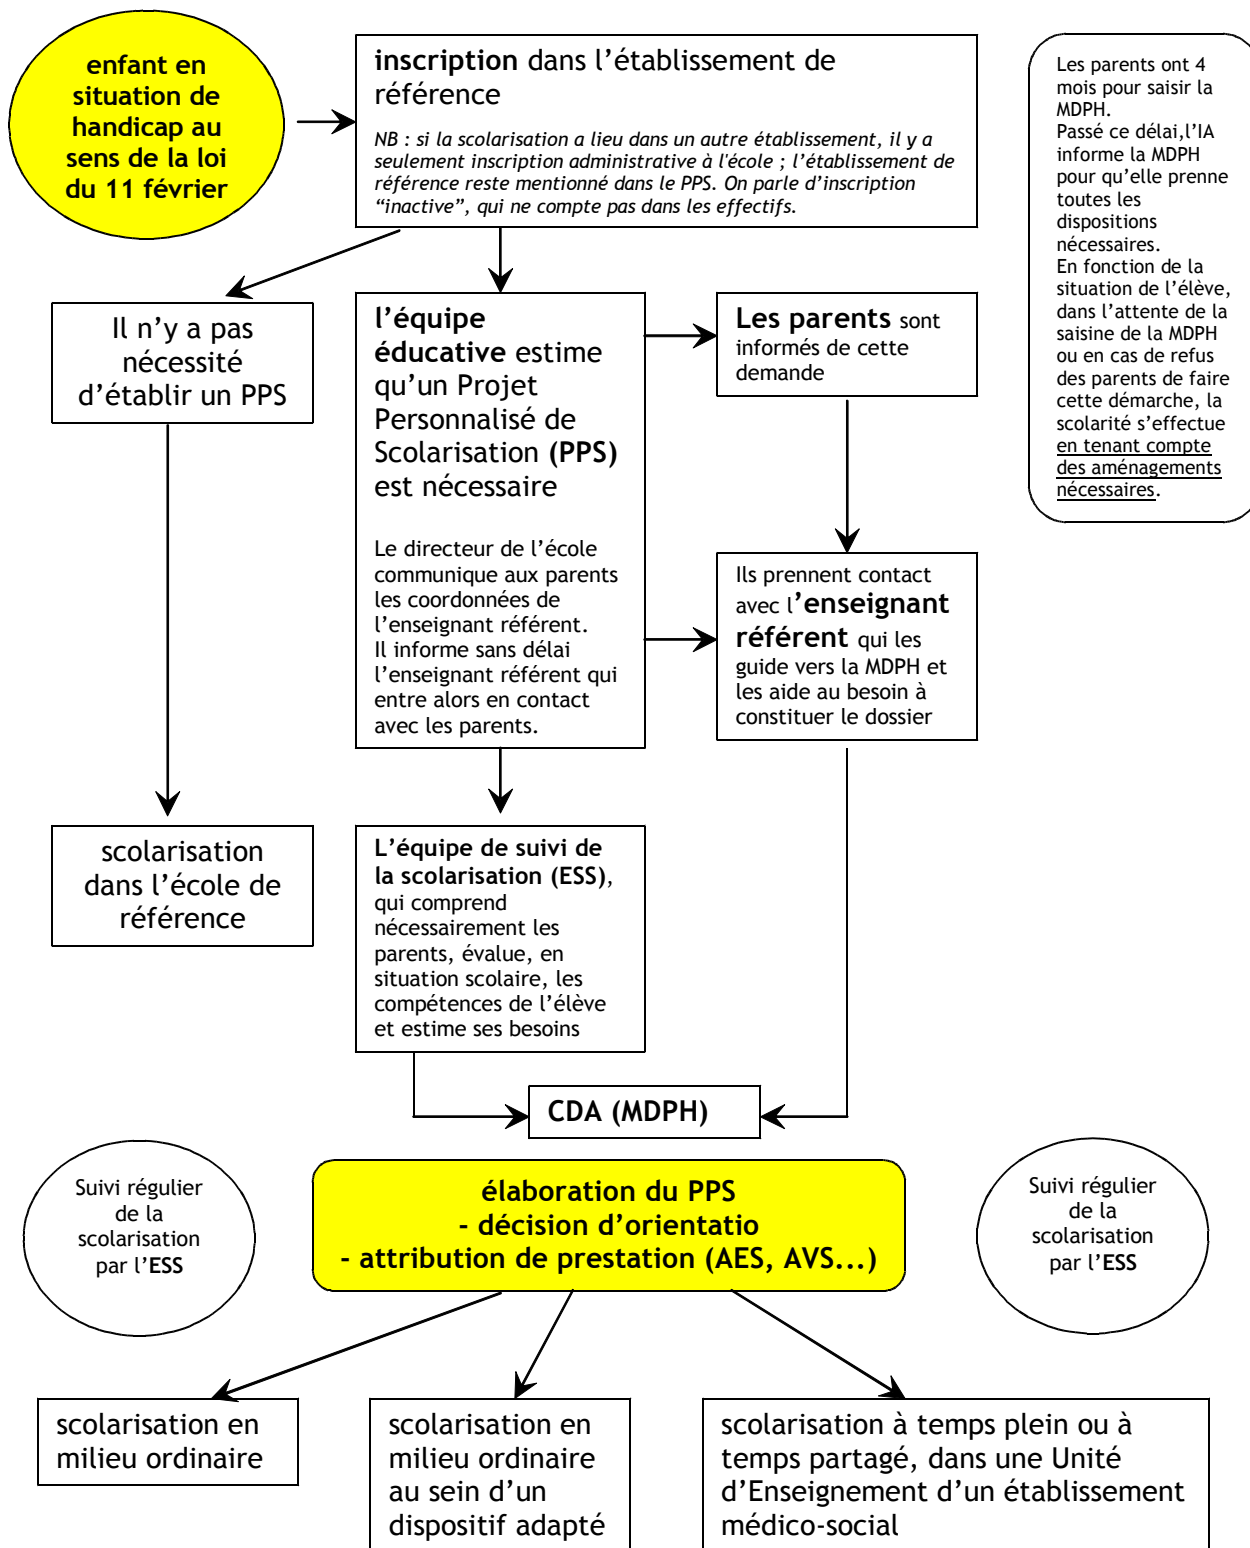 enfant en
situation de
handicap au
sens de la loi
du 11 février
inscription dans l’établissement de
référence
NB : si la scolarisation a lieu dans un autre établissement, il y a
seulement inscription administrative à l'école ; l’établissement de
référence reste mentionné dans le PPS. On parle d’inscription
“inactive”, qui ne compte pas dans les effectifs.
Les parents ont 4
mois pour saisir la
MDPH.
Passé ce délai,l’IA
informe la MDPH
pour qu’elle prenne
toutes les
dispositions
nécessaires.
En fonction de la
situation de l’élève,
dans l’attente de la
saisine de la MDPH
ou en cas de refus
des parents de faire
cette démarche, la
scolarité s’effectue
en tenant compte
des aménagements
nécessaires.
Il n’y a pas
nécessité
d’établir un PPS
l’équipe
éducative estime
qu’un Projet
Personnalisé de
Scolarisation (PPS)
est nécessaire
Le directeur de l’école
communique aux parents
les coordonnées de
l’enseignant référent.
Il informe sans délai
l’enseignant référent qui
entre alors en contact
avec les parents.
Les parents sont
informés de cette
demande
Ils prennent contact
avec l’enseignant
référent qui les
guide vers la MDPH et
les aide au besoin à
constituer le dossier
scolarisation
dans l’école de
référence
L’équipe de suivi de
la scolarisation (ESS),
qui comprend
nécessairement les
parents, évalue, en
situation scolaire, les
compétences de l’élève
et estime ses besoins
CDA (MDPH)
Suivi régulier
de la
scolarisation
par l’ESS
élaboration du PPS
- décision d’orientatio
- attribution de prestation (AES, AVS...)
Suivi régulier
de la
scolarisation
par l’ESS
scolarisation en
milieu ordinaire
scolarisation en
milieu ordinaire
au sein d’un
dispositif adapté
scolarisation à temps plein ou à
temps partagé, dans une Unité
d’Enseignement d’un établissement
médico-social